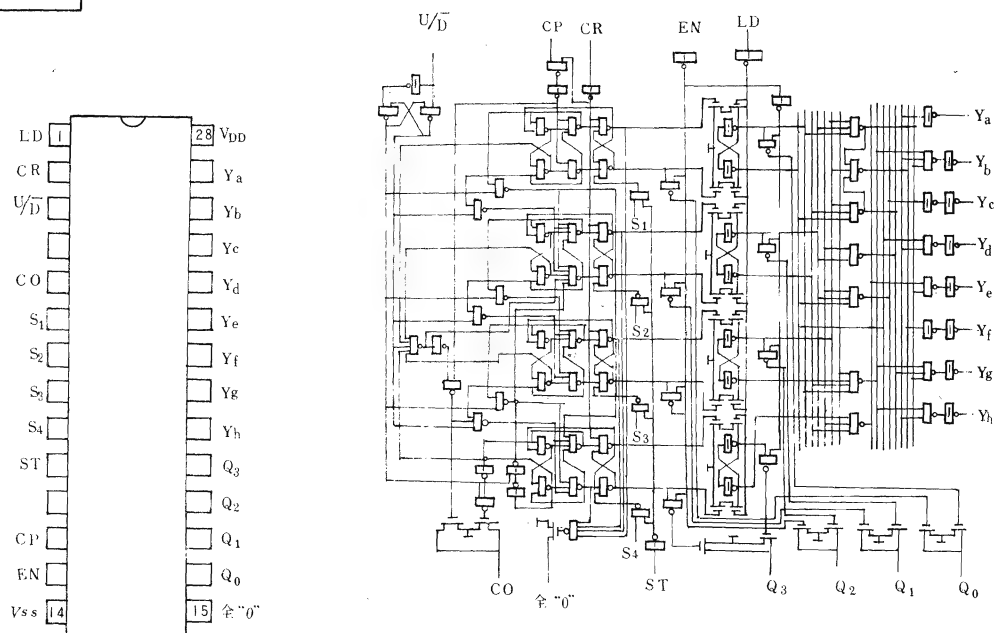 U/D̅ CP CR EN LD
LD 1 28 VDD
CR Ya
U/D̅ Yb
Yc
CO Yd
S1 Ye
S2 Yf
S2 Yg
S4 Yh
ST Q3
Q2
CP Q1
EN Q0
Vss 14 15 全“0”
Ya
Yb
Yc
Yd
Ye
Yf
Yg
Yh
S1
S2
S3
S4
CO 全“0” ST Q3 Q2 Q1 Q0